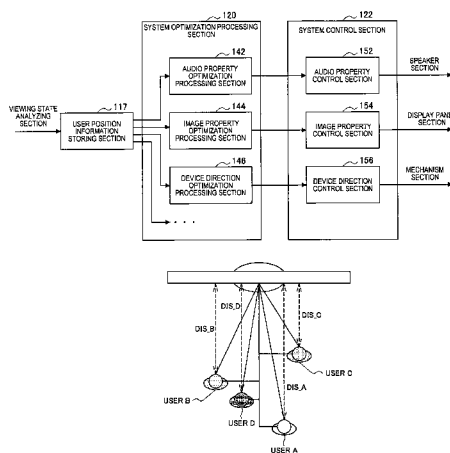 120
SYSTEM OPTIMIZATION PROCESSING
SECTION
122
SYSTEM CONTROL SECTION
142
AUDIO PROPERTY
OPTIMIZATION
PROCESSING SECTION
152
AUDIO PROPERTY
CONTROL SECTION
SPEAKER
SECTION
VIEWING STATE
ANALYZING
SECTION
117
USER POSITION
INFORMATION
STORING SECTION
144
IMAGE PROPERTY
OPTIMIZATION
PROCESSING SECTION
154
IMAGE PROPERTY
CONTROL SECTION
DISPLAY PANE
SECTION
146
DEVICE DIRECTION
OPTIMIZATION
PROCESSING SECTION
156
DEVICE DIRECTION
CONTROL SECTION
MECHANISM
SECTION
DIS_B
DIS_D
DIS_C
DIS_A
USER C
USER B
USER D
USER A